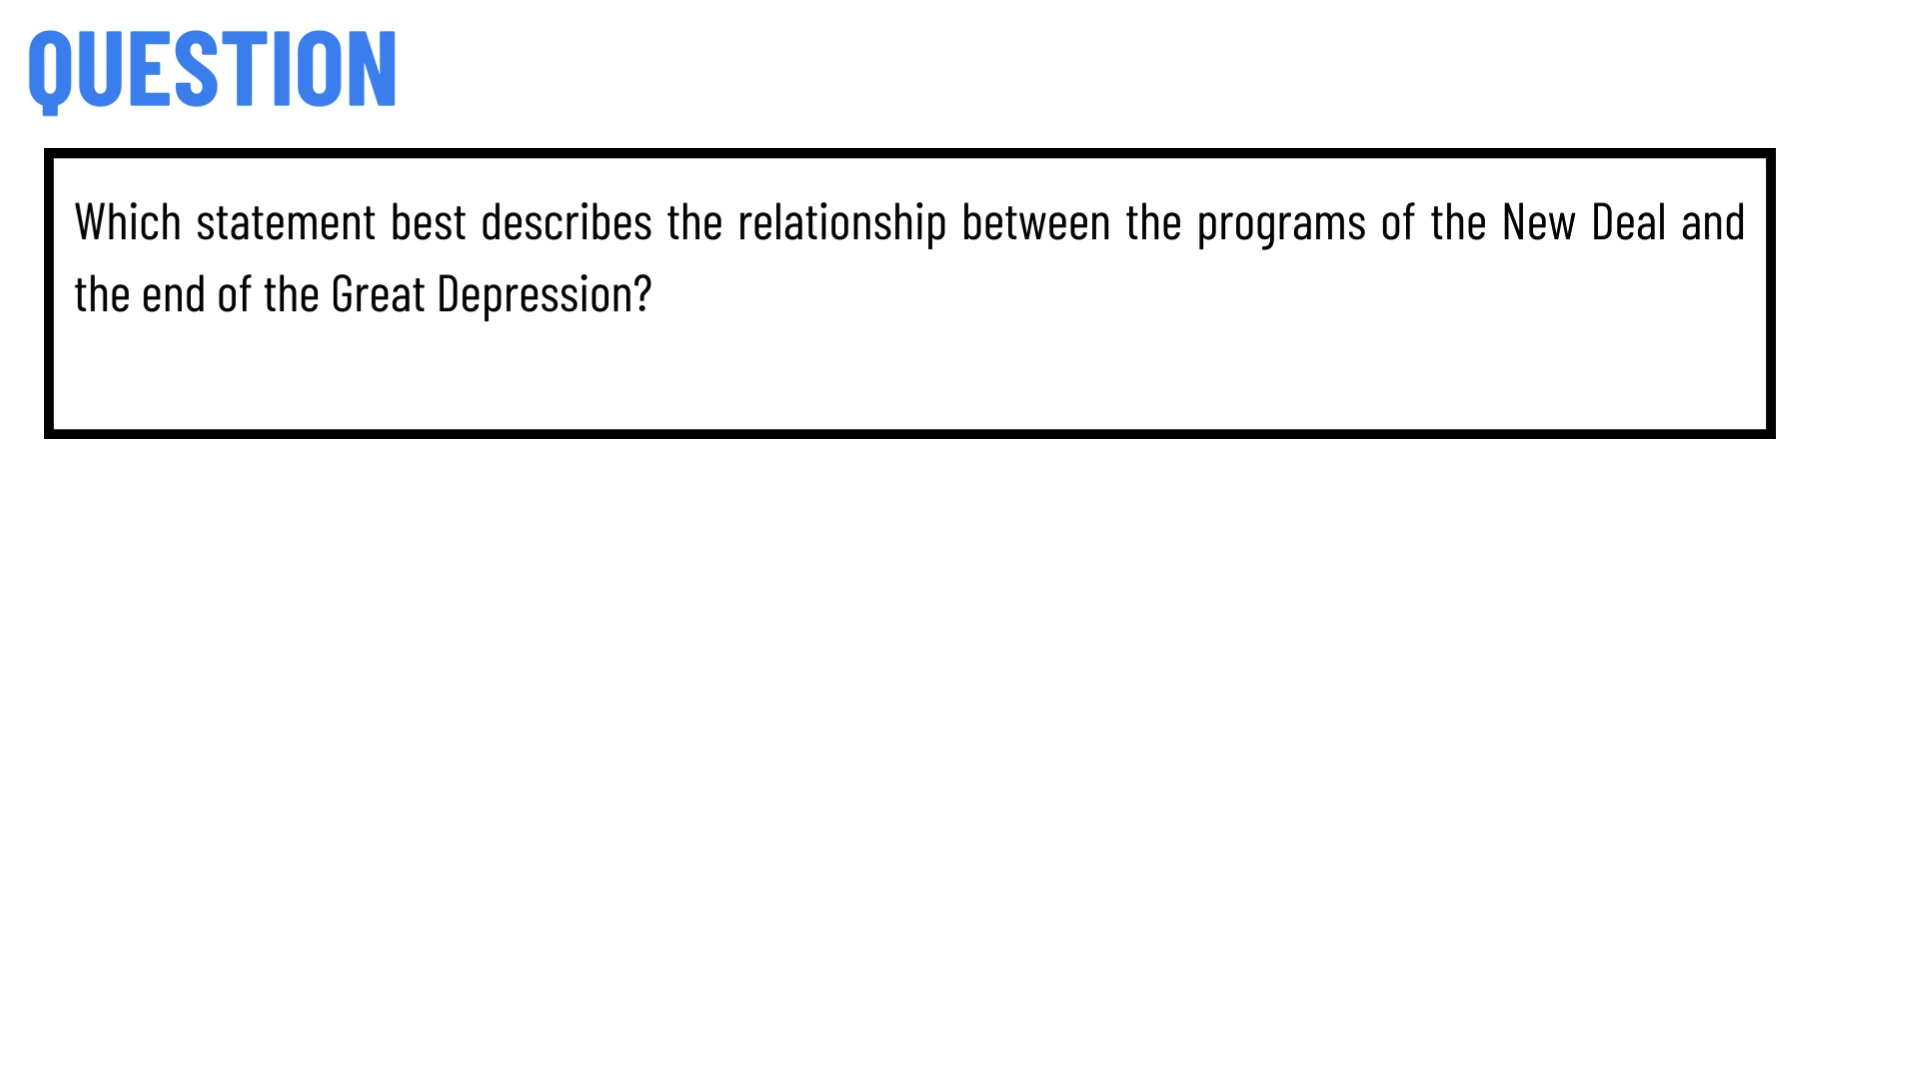 QUESTION
Which statement best describes the relationship between the programs of the New Deal and
the end of the Great Depression?